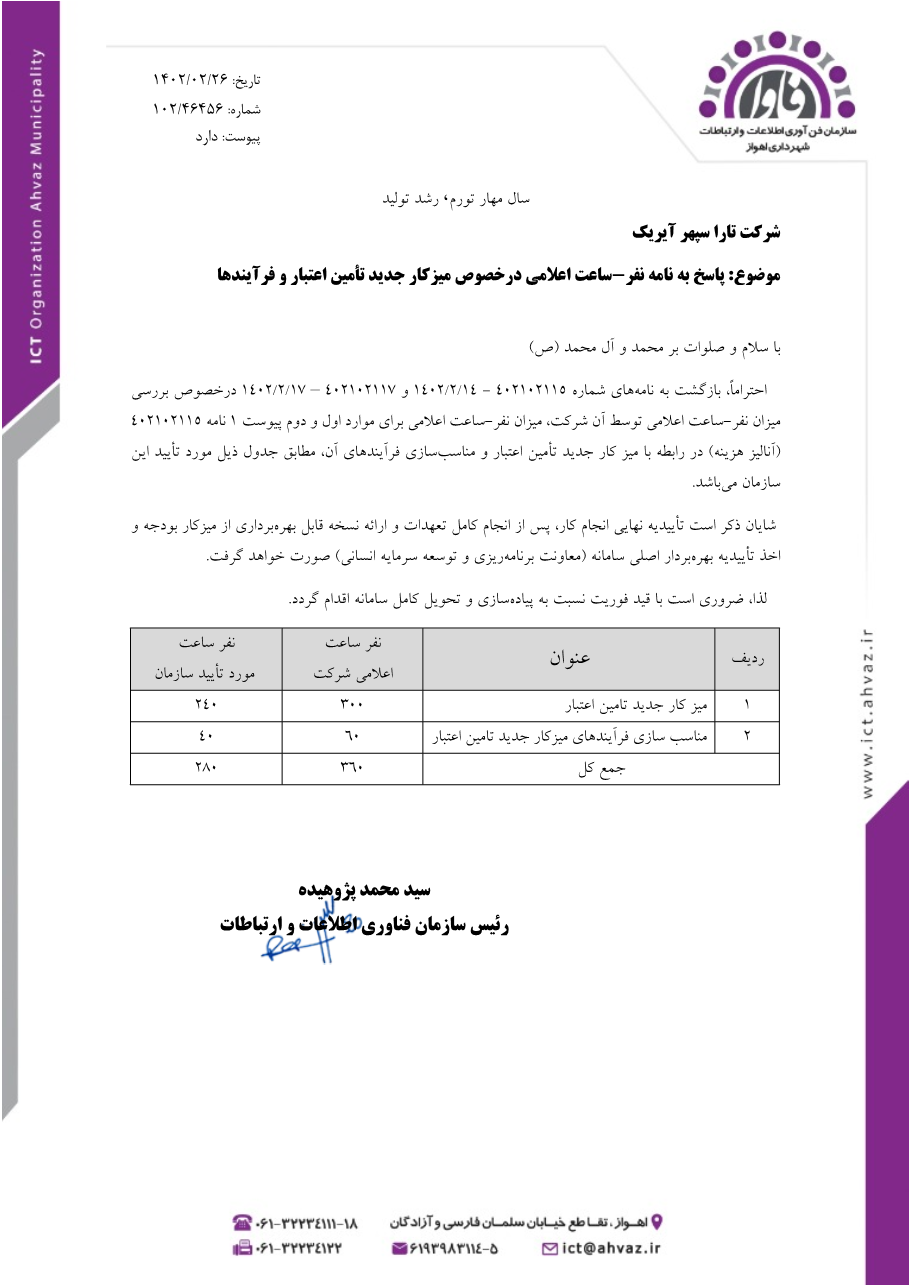 ICT Organization Ahvaz Municipality
فاوا
سازمان فن آوری اطلاعات و ارتباطات
شهرداری اهواز
تاریخ: ۱۴۰۲/۰۲/۲۶
شماره: ۱۰۲/۴۶۴۵۶
پیوست: دارد
سال مهار تورم، رشد تولید
شرکت تارا سپهر آیریک
موضوع: پاسخ به نامه نفر-ساعت اعلامی درخصوص میزکار جدید تأمین اعتبار و فرآیندها
با سلام و صلوات بر محمد و آل محمد (ص)
احتراماً، بازگشت به نامه‌های شماره ۴۰۲۱۰۲۱۱۵ - ۱۴۰۲/۲/۱۴ و ۴۰۲۱۰۲۱۱۷ – ۱۴۰۲/۲/۱۷ درخصوص بررسی
میزان نفر-ساعت اعلامی توسط آن شرکت، میزان نفر-ساعت اعلامی برای موارد اول و دوم پیوست ۱ نامه ۴۰۲۱۰۲۱۱۵
(آنالیز هزینه) در رابطه با میز کار جدید تأمین اعتبار و مناسب‌سازی فرآیندهای آن، مطابق جدول ذیل مورد تأیید این
سازمان می‌باشد.
شایان ذکر است تأییدیه نهایی انجام کار، پس از انجام کامل تعهدات و ارائه نسخه قابل بهره‌برداری از میزکار بودجه و
اخذ تأییدیه بهره‌بردار اصلی سامانه (معاونت برنامه‌ریزی و توسعه سرمایه انسانی) صورت خواهد گرفت.
لذا، ضروری است با قید فوریت نسبت به پیاده‌سازی و تحویل کامل سامانه اقدام گردد.
ردیف عنوان نفر ساعت اعلامی شرکت نفر ساعت مورد تأیید سازمان
۱ میز کار جدید تامین اعتبار ۳۰۰ ۲۴۰
۲ مناسب سازی فرآیندهای میزکار جدید تامین اعتبار ۶۰ ۴۰
جمع کل ۳۶۰ ۲۸۰
www.ict.ahvaz.ir
سید محمد پژوهیده
رئیس سازمان فناوری اطلاعات و ارتباطات
اهـواز، تقـاطع خیـابان سلمـان فارسی و آزادگان ۰۶۱-۳۲۲۳۴۱۱۱-۱۸
ict@ahvaz.ir ۶۱۹۳۹۸۳۱۱۴-۵ ۰۶۱-۳۲۲۳۴۱۲۲